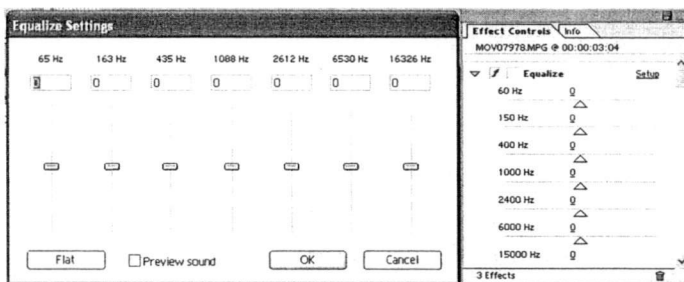 Equalize Settings
65 Hz 163 Hz 435 Hz 1088 Hz 2612 Hz 6530 Hz 16326 Hz
0 0 0 0 0 0 0
Flat Preview sound OK Cancel
Effect Controls Info
MOV07978.MPG @ 00:00:03:04
Equalize Setup
60 Hz 0
150 Hz 0
400 Hz 0
1000 Hz 0
2400 Hz 0
6000 Hz 0
15000 Hz 0
3 Effects